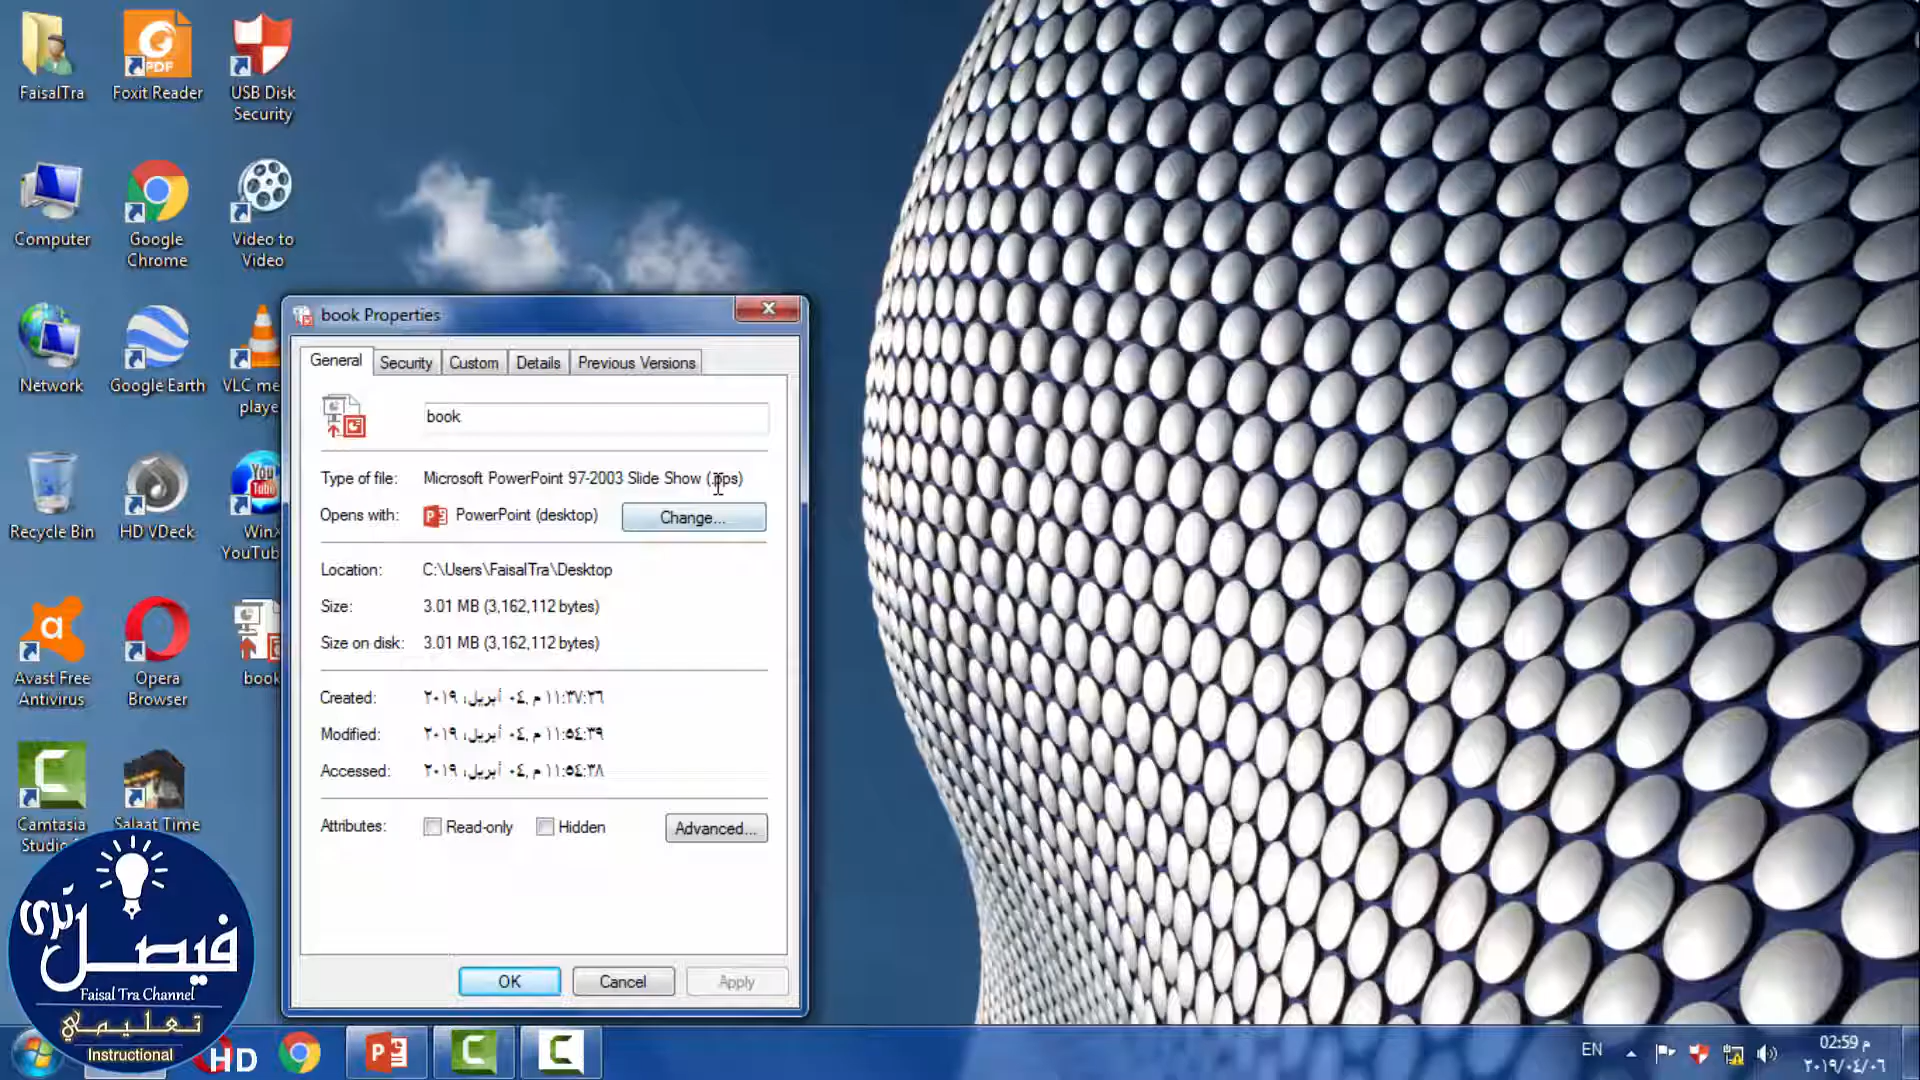 FaisalTra
Foxit Reader
USB Disk
Security
Computer
Google
Chrome
Video to
Video
Network
Google Earth
VLC me
playe
Recycle Bin
HD VDeck
You
Tube
WinX
YouTub
Avast Free
Antivirus
Opera
Browser
book
Camtasia
Studio
Salaat Time
PDF
book Properties
General
Security
Custom
Details
Previous Versions
book
Type of file:
Microsoft PowerPoint 97-2003 Slide Show (.pps)
Opens with:
PowerPoint (desktop)
Change...
Location:
C:\Users\FaisalTra\Desktop
Size:
3.01 MB (3,162,112 bytes)
Size on disk:
3.01 MB (3,162,112 bytes)
Created:
٠٤ أبريل، ٢٠١٩, ١١:٣٧:٢٦ م
Modified:
٠٤ أبريل، ٢٠١٩, ١١:٥٤:٣٩ م
Accessed:
٠٤ أبريل، ٢٠١٩, ١١:٥٤:٣٨ م
Attributes:
Read-only
Hidden
Advanced...
OK
Cancel
Apply
فيصل ترى
Faisal Tra Channel
تعليمي
Instructional
HD
EN
02:59 م
٢٠١٩/٠٤/٠٦